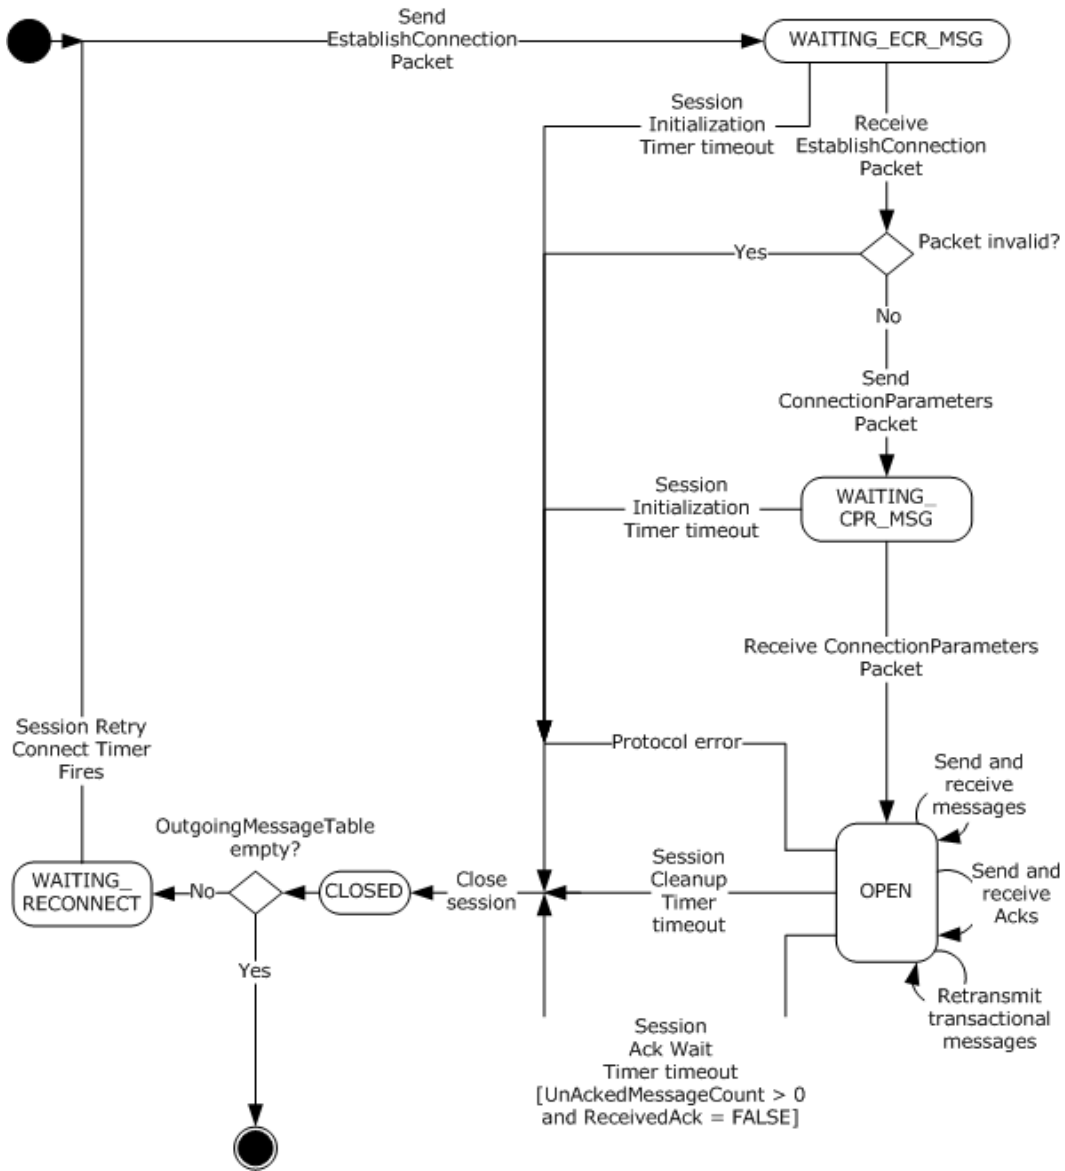 Send
EstablishConnection
Packet
WAITING_ECR_MSG
Session
Initialization
Timer timeout
Receive
EstablishConnection
Packet
Yes
Packet invalid?
No
Send
ConnectionParameters
Packet
Session
Initialization
Timer timeout
WAITING_
CPR_MSG
Receive ConnectionParameters
Packet
Session Retry
Connect Timer
Fires
Protocol error
Send and
receive
messages
OutgoingMessageTable
empty?
WAITING_
RECONNECT
No
CLOSED
Close
session
Session
Cleanup
Timer
timeout
OPEN
Send and
receive
Acks
Yes
Retransmit
transactional
messages
Session
Ack Wait
Timer timeout
[UnAckedMessageCount > 0
and ReceivedAck = FALSE]